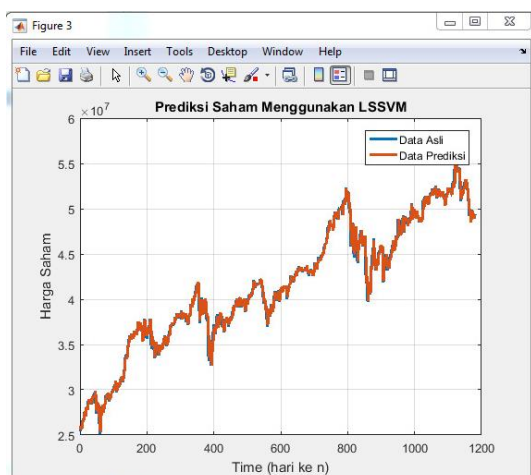 Figure 3
File Edit View Insert Tools Desktop Window Help
×10⁷
Prediksi Saham Menggunakan LSSVM
Data Asli
Data Prediksi
6
5.5
5
4.5
4
3.5
3
2.5
Harga Saham
0 200 400 600 800 1000 1200
Time (hari ke n)